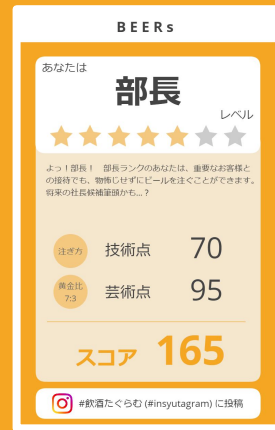 BEERs
あなたは
部長
レベル
よっ！部長！　部長ランクのあなたは、重要なお客様と
の接待でも、物怖じせずにビールを注ぐことができます。
将来の社長候補筆頭かも…？
注ぎ方
技術点
70
黄金比
7:3
芸術点
95
スコア 165
#飲酒たぐらむ (#insyutagram) に投稿